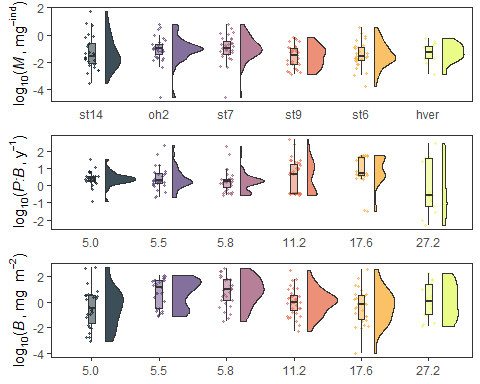 log₁₀(M, mg⁻ⁱⁿᵈ)
2
0
-2
-4
st14 oh2 st7 st9 st6 hver
log₁₀(P:B, y⁻¹)
2
1
0
-1
-2
5.0 5.5 5.8 11.2 17.6 27.2
log₁₀(B, mg m⁻²)
2
0
-2
-4
5.0 5.5 5.8 11.2 17.6 27.2